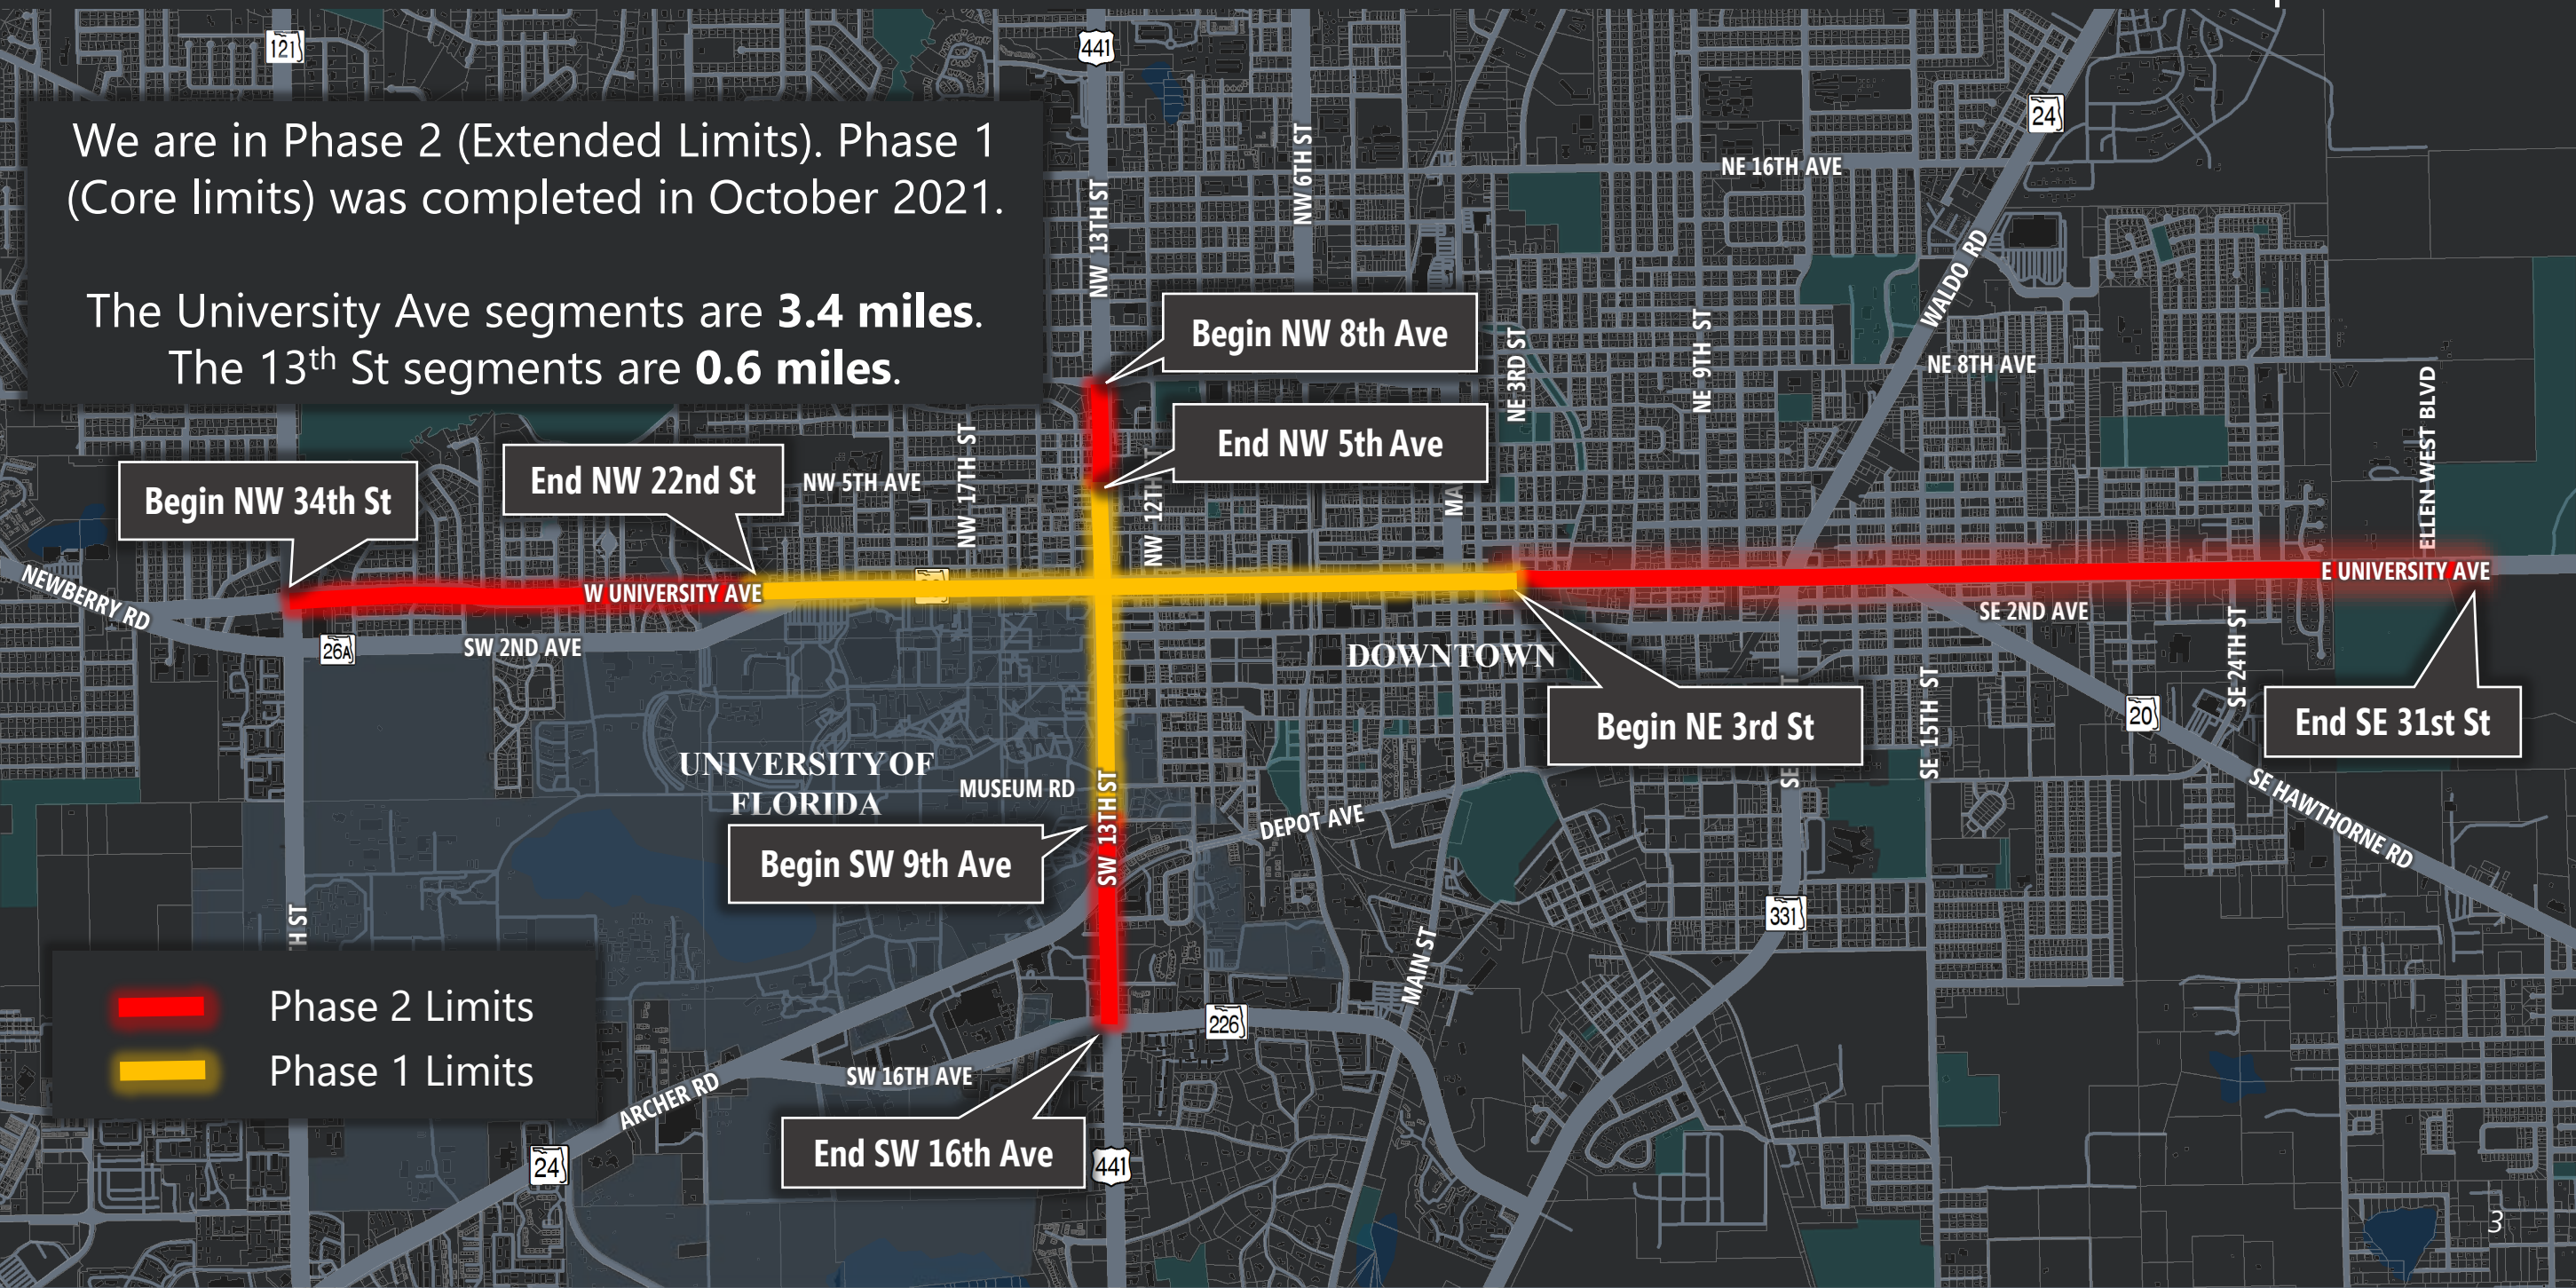 121
441
24
We are in Phase 2 (Extended Limits). Phase 1
(Core limits) was completed in October 2021.
The University Ave segments are 3.4 miles.
The 13th St segments are 0.6 miles.
NW 13TH ST
NW 6TH ST
NE 16TH AVE
WALDO RD
Begin NW 8th Ave
NE 3RD ST
NE 9TH ST
NE 8TH AVE
ELLEN WEST BLVD
End NW 5th Ave
Begin NW 34th St
End NW 22nd St
NW 5TH AVE
NW 17TH ST
NW 12TH
MA
NEWBERRY RD
W UNIVERSITY AVE
E UNIVERSITY AVE
26A
SW 2ND AVE
SE 2ND AVE
DOWNTOWN
SE 24TH ST
SE 15TH ST
20
Begin NE 3rd St
End SE 31st St
UNIVERSITY OF
FLORIDA
MUSEUM RD
SW 13TH ST
SE
DEPOT AVE
SE HAWTHORNE RD
Begin SW 9th Ave
H ST
331
MAIN ST
Phase 2 Limits
Phase 1 Limits
226
SW 16TH AVE
ARCHER RD
End SW 16th Ave
24
441
3